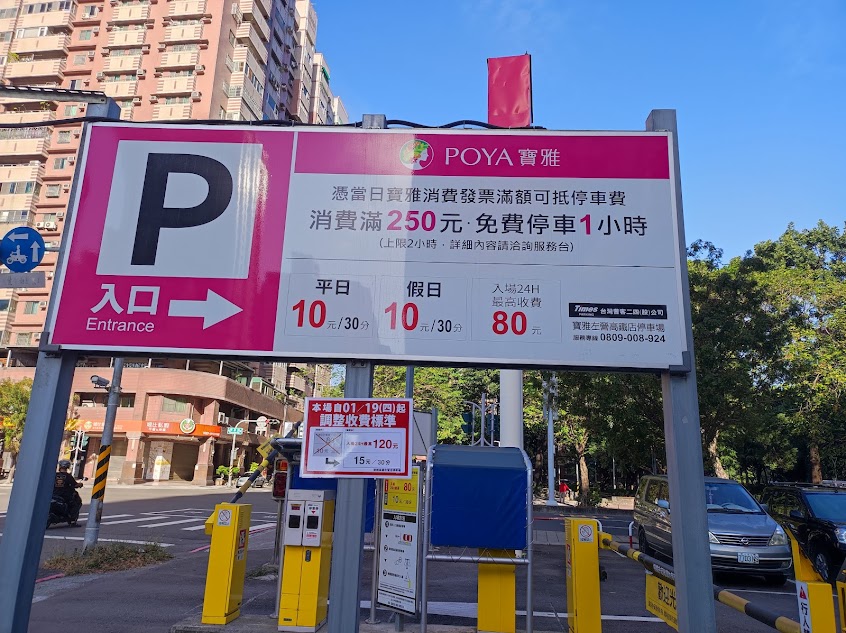 P
入口
Entrance
POYA 寶雅
憑當日寶雅消費發票滿額可抵停車費
消費滿250元·免費停車1小時
(上限2小時，詳細內容請洽詢服務台)
平日
10元/30分
假日
10元/30分
入場24H
最高收費
80元
Times
PARKING
台灣普客二四(股)公司
寶雅左營高鐵店停車場
服務專線 0809-008-924
本場自01/19(四)起
調整收費標準
120元
15元/30分